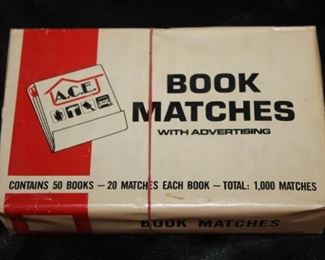 A.C.E.
BOOK
MATCHES
WITH ADVERTISING
CONTAINS 50 BOOKS — 20 MATCHES EACH BOOK — TOTAL: 1,000 MATCHES
BOOK MATCHES